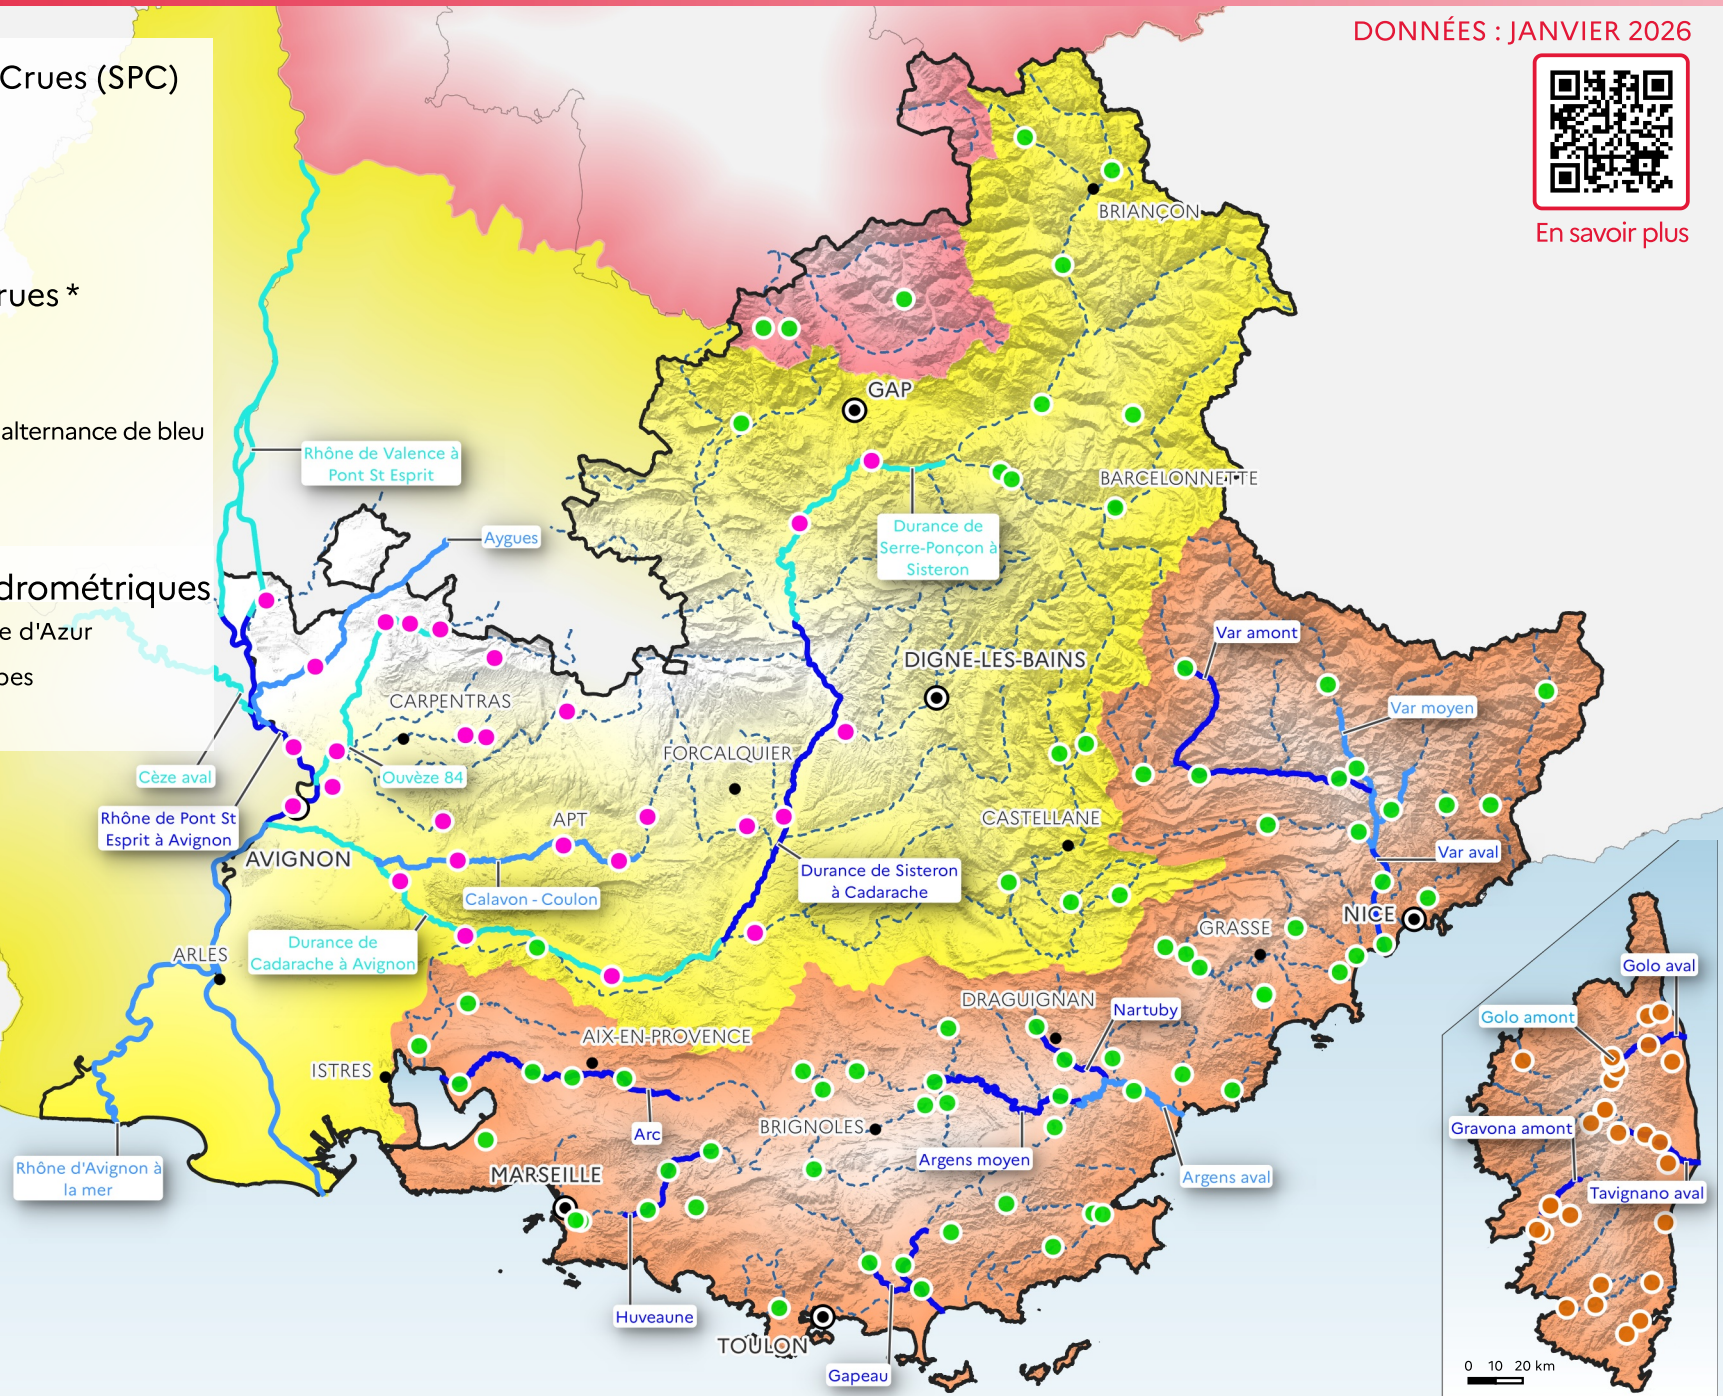 DONNÉES : JANVIER 2026
En savoir plus
Crues (SPC)
rues *
alternance de bleu
drométriques
e d'Azur
pes
BRIANÇON
GAP
BARCELONNETTE
Rhône de Valence à
Pont St Esprit
Aygues
Durance de
Serre-Ponçon à
Sisteron
DIGNE-LES-BAINS
Var amont
Var moyen
CARPENTRAS
FORCALQUIER
Cèze aval
Ouvèze 84
Rhône de Pont St
Esprit à Avignon
APT
CASTELLANE
AVIGNON
Var aval
Durance de Sisteron
à Cadarache
Calavon - Coulon
NICE
GRASSE
Durance de
Cadarache à Avignon
ARLES
Golo aval
DRAGUIGNAN
Nartuby
Golo amont
AIX-EN-PROVENCE
ISTRES
BRIGNOLES
Arc
Gravona amont
Argens moyen
Argens aval
Rhône d'Avignon à
la mer
MARSEILLE
Tavignano aval
Huveaune
TOULON
Gapeau
0 10 20 km